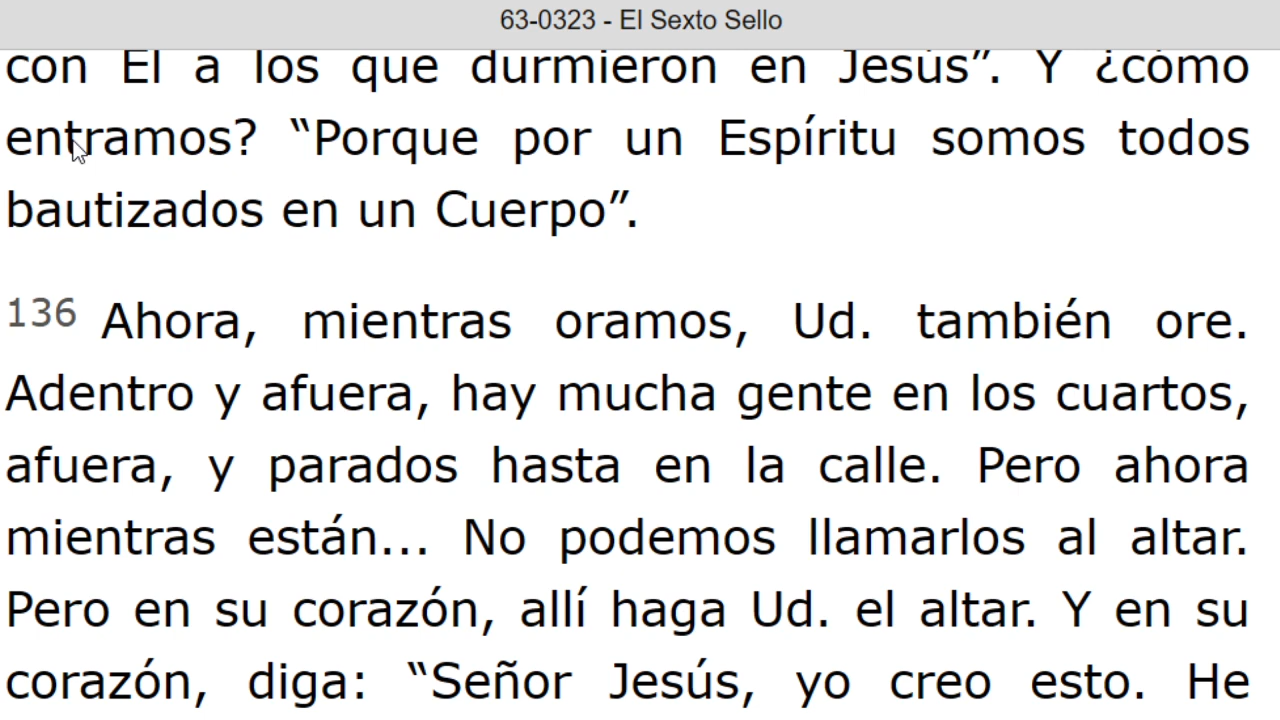 63-0323 - El Sexto Sello
con Él a los que durmieron en Jesús”. Y ¿cómo
entramos? “Porque por un Espíritu somos todos
bautizados en un Cuerpo”.
136 Ahora, mientras oramos, Ud. también ore.
Adentro y afuera, hay mucha gente en los cuartos,
afuera, y parados hasta en la calle. Pero ahora
mientras están... No podemos llamarlos al altar.
Pero en su corazón, allí haga Ud. el altar. Y en su
corazón, diga: “Señor Jesús, yo creo esto. He